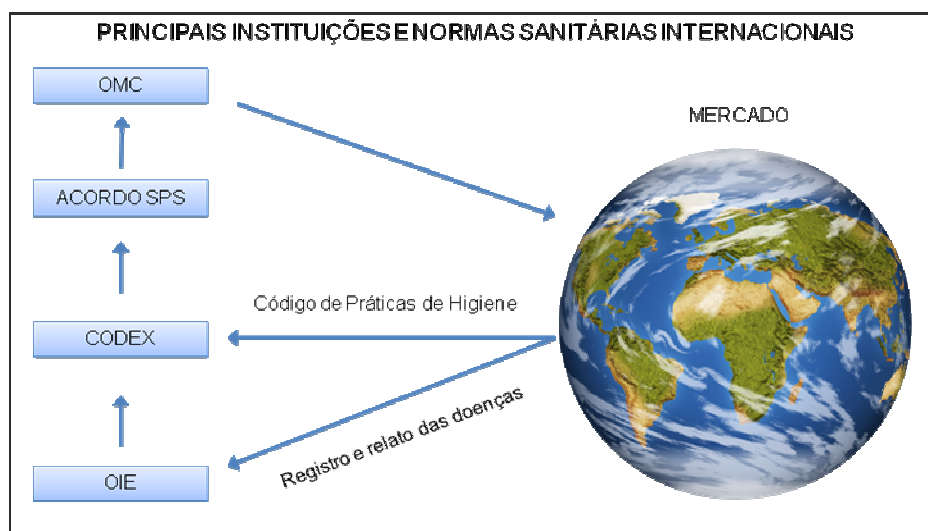 PRINCIPAIS INSTITUIÇÕES E NORMAS SANITÁRIAS INTERNACIONAIS
OMC
MERCADO
ACORDO SPS
Código de Práticas de Higiene
CODEX
Registro e relato das doenças
OIE